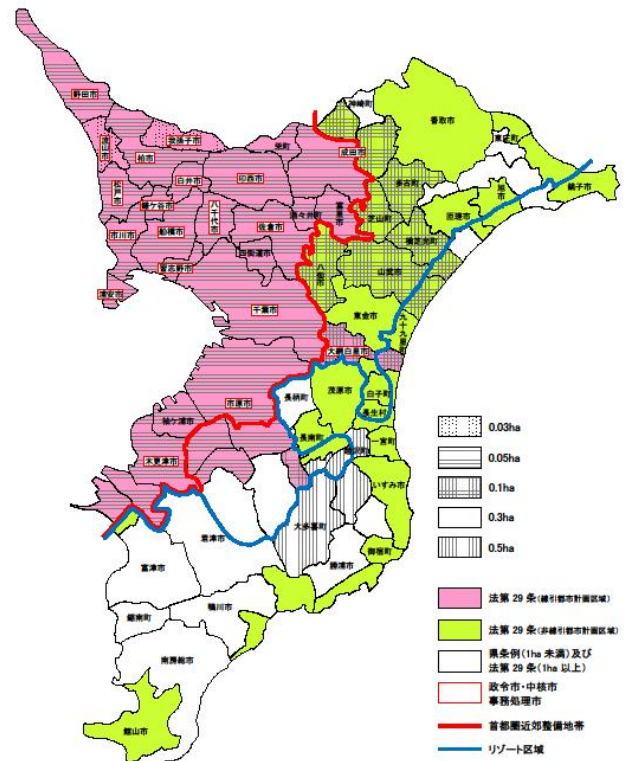 野田市
神崎町
香取市
東庄町
流山市
我孫子市
栄町
成田市
柏市
多古町
銚子市
旭市
松戸市
白井市
印西市
鎌ケ谷市
八千代市
富里市
芝山町
匝瑳市
市川市
船橋市
佐倉市
酒々井町
横芝光町
四街道市
習志野市
八街市
山武市
浦安市
千葉市
東金市
九十九里町
大網白里市
市原市
長柄町
茂原市
白子町
長生村
袖ケ浦市
長南町
一宮町
睦沢町
木更津市
いすみ市
大多喜町
君津市
御宿町
富津市
勝浦市
鋸南町
鴨川市
南房総市
館山市
0.03ha
0.05ha
0.1ha
0.3ha
0.5ha
法第 29 条(線引都市計画区域)
法第 29 条(非線引都市計画区域)
県条例(1ha 未満)及び
法第 29 条(1ha 以上)
政令市・中核市
事務処理市
首都圏近郊整備地帯
リゾート区域